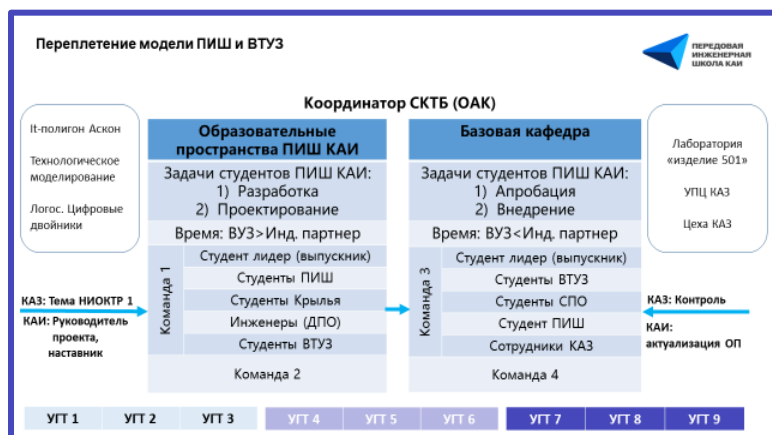 Переплетение модели ПИШ и ВТУЗ
ПЕРЕДОВАЯ
ИНЖЕНЕРНАЯ
ШКОЛА КАИ
Координатор СКТБ (ОАК)
It-полигон Аскон
Технологическое
моделирование
Логос. Цифровые
двойники
КАЗ: Тема НИОКТР 1
КАИ: Руководитель
проекта,
наставник
Образовательные
пространства ПИШ КАИ
Задачи студентов ПИШ КАИ:
1) Разработка
2) Проектирование
Время: ВУЗ>Инд. партнер
Команда 1
Студент лидер (выпускник)
Студенты ПИШ
Студенты Крылья
Инженеры (ДПО)
Студенты ВТУЗ
Команда 2
Базовая кафедра
Задачи студентов ПИШ КАИ:
1) Апробация
2) Внедрение
Время: ВУЗ<Инд. партнер
Команда 3
Студент лидер (выпускник)
Студенты ВТУЗ
Студенты СПО
Студент ПИШ
Сотрудники КАЗ
Команда 4
Лаборатория
«изделие 501»
УПЦ КАЗ
Цеха КАЗ
КАЗ: Контроль
КАИ:
актуализация ОП
УГТ 1 УГТ 2 УГТ 3 УГТ 4 УГТ 5 УГТ 6 УГТ 7 УГТ 8 УГТ 9